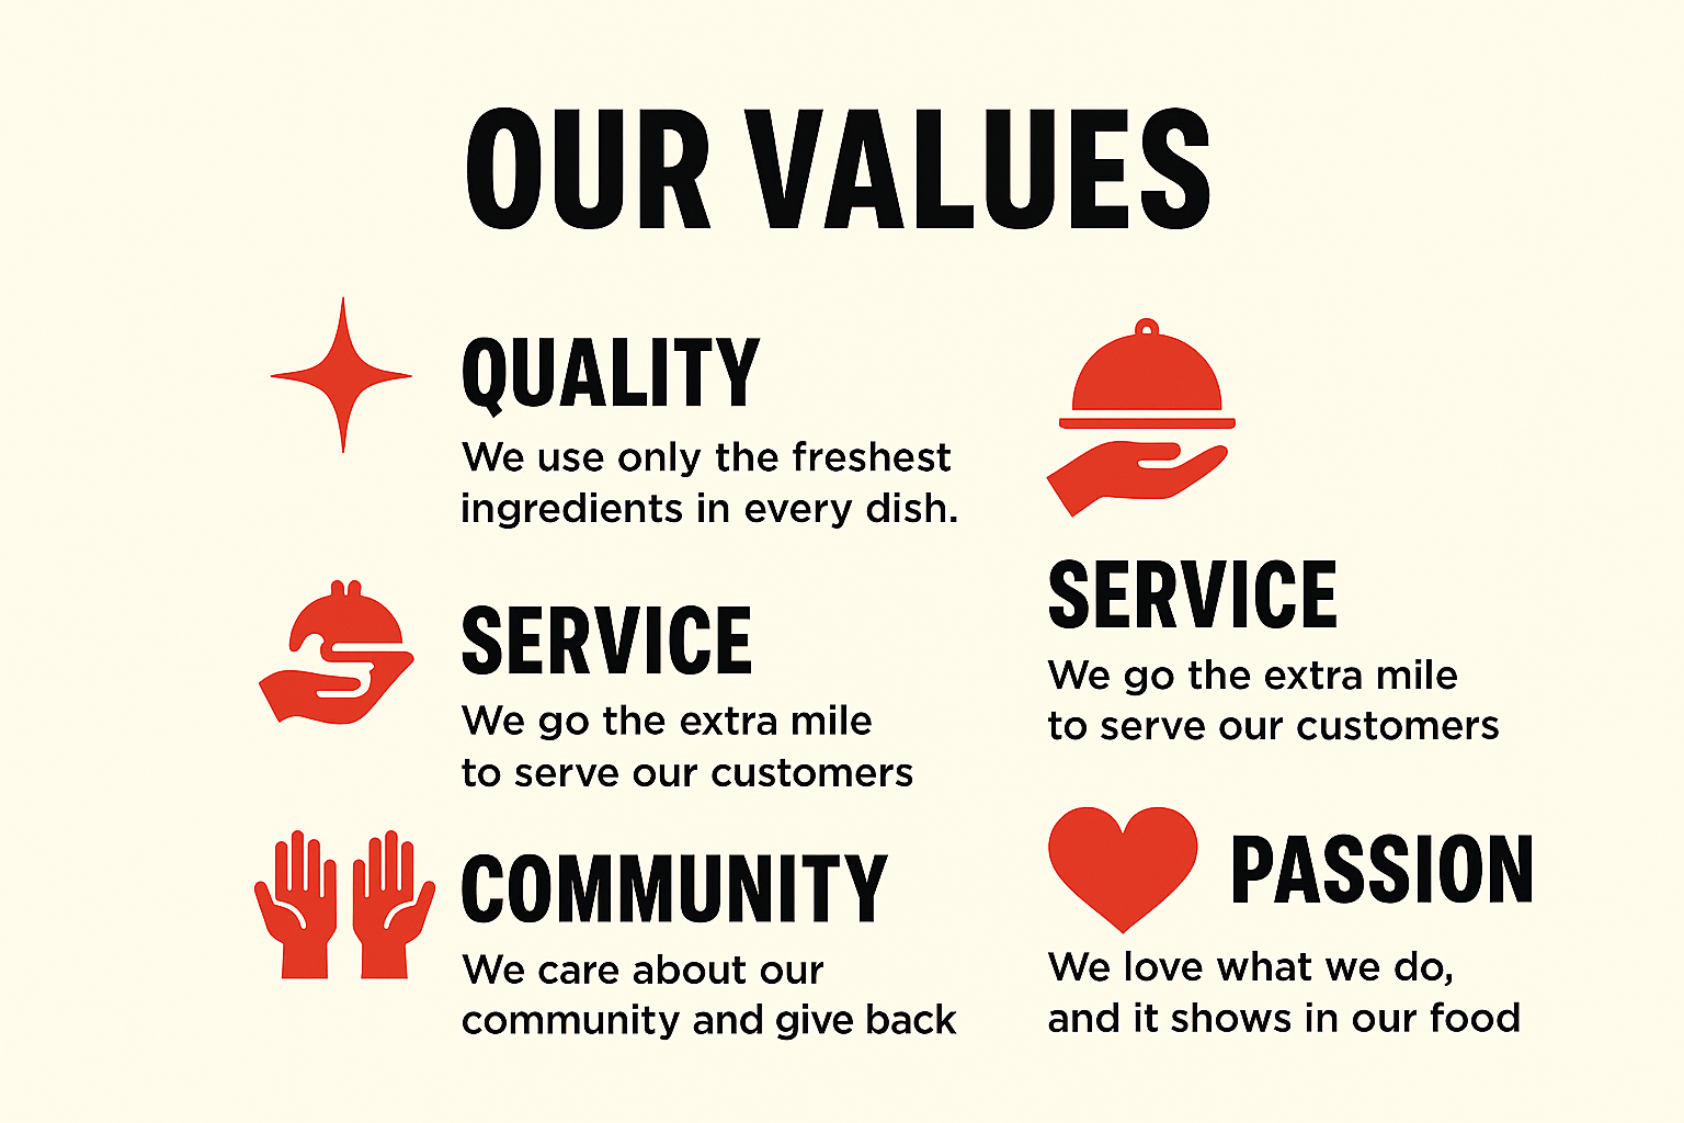 OUR VALUES
QUALITY
We use only the freshest
ingredients in every dish.
SERVICE
We go the extra mile
to serve our customers
COMMUNITY
We care about our
community and give back
SERVICE
We go the extra mile
to serve our customers
PASSION
We love what we do,
and it shows in our food